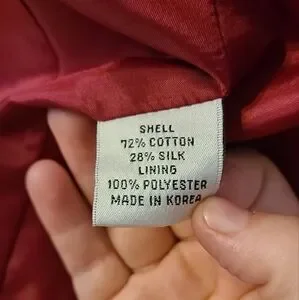 SHELL
72% COTTON
28% SILK
LINING
100% POLYESTER
MADE IN KOREA